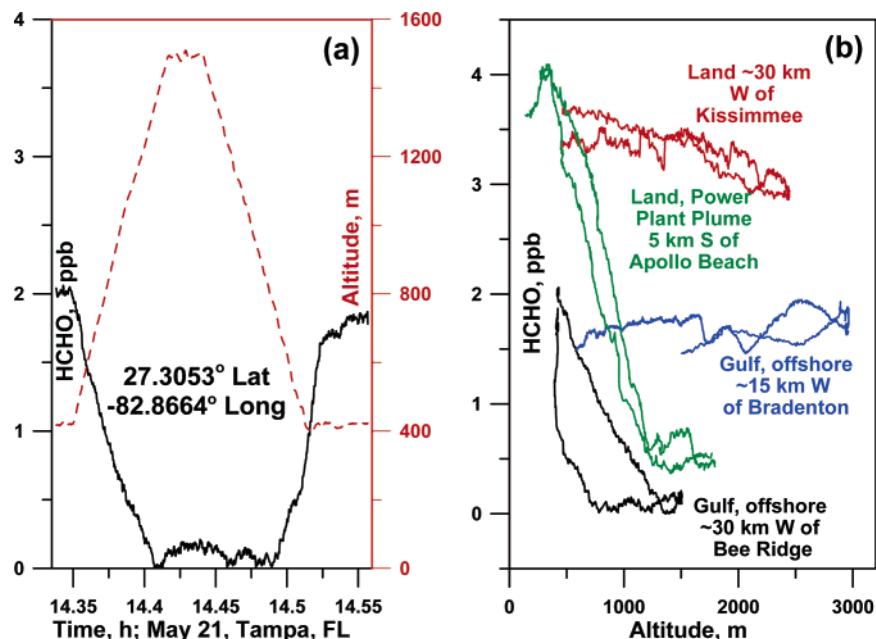 (a)
4
3
2
1
0
HCHO, ppb
1600
1200
800
400
0
Altitude, m
27.3053° Lat
-82.8664° Long
14.35
14.4
14.45
14.5
14.55
Time, h; May 21, Tampa, FL
(b)
4
3
2
1
0
HCHO, ppb
Land ~30 km
W of
Kissimmee
Land, Power
Plant Plume
5 km S of
Apollo Beach
Gulf, offshore
~15 km W
of Bradenton
Gulf, offshore
~30 km W of
Bee Ridge
0
1000
2000
3000
Altitude, m